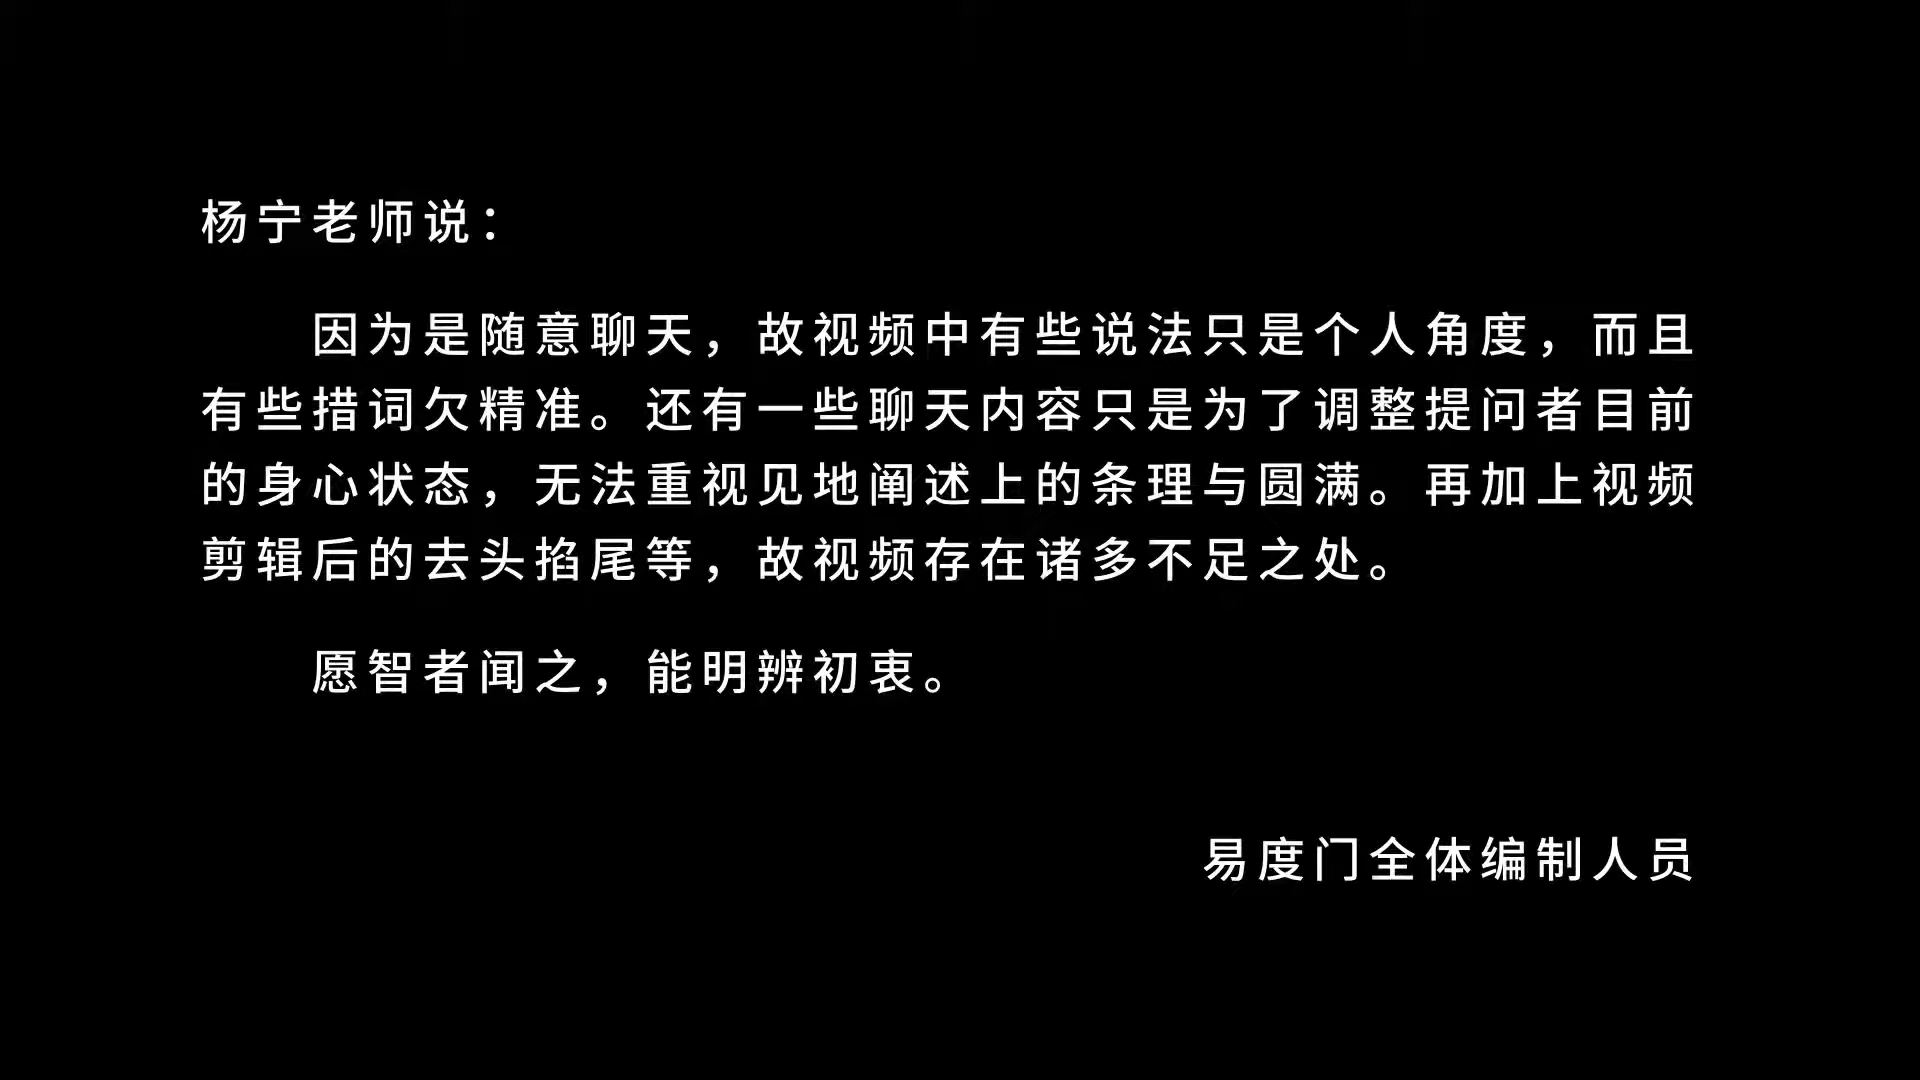 杨宁老师说：
因为是随意聊天，故视频中有些说法只是个人角度，而且
有些措词欠精准。还有一些聊天内容只是为了调整提问者目前
的身心状态，无法重视见地阐述上的条理与圆满。再加上视频
剪辑后的去头掐尾等，故视频存在诸多不足之处。
愿智者闻之，能明辨初衷。
易度门全体编制人员